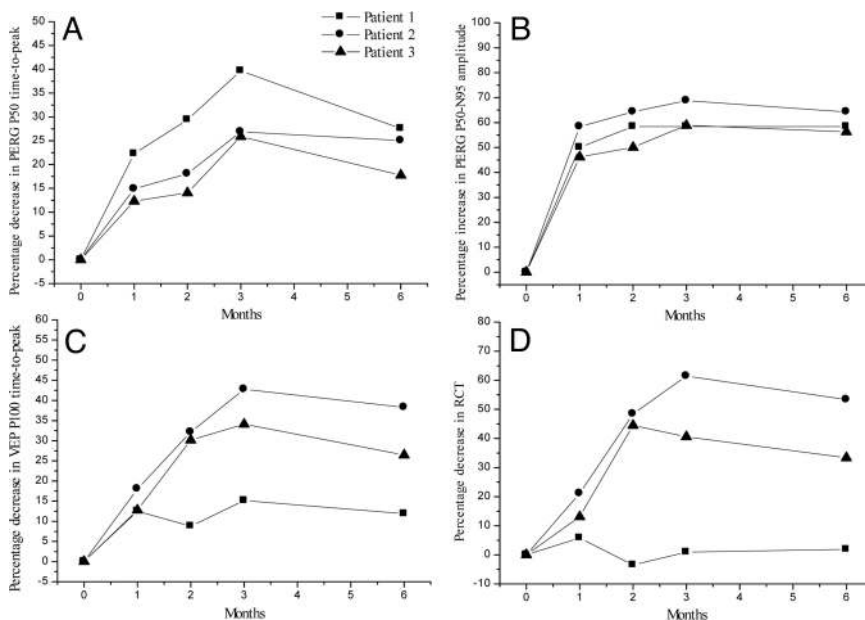 A
Patient 1
Patient 2
Patient 3
Percentage decrease in PERG P50 time-to-peak
50
45
40
35
30
25
20
15
10
5
0
-5
0 1 2 3 4 5 6
Months
B
Percentage increase in PERG P50-N95 amplitude
100
90
80
70
60
50
40
30
20
10
0
0 1 2 3 4 5 6
Months
C
Percentage decrease in VEP P100 time-to-peak
60
55
50
45
40
35
30
25
20
15
10
5
0
-5
0 1 2 3 4 5 6
Months
D
Percentage decrease in RCT
80
70
60
50
40
30
20
10
0
-10
0 1 2 3 4 5 6
Months